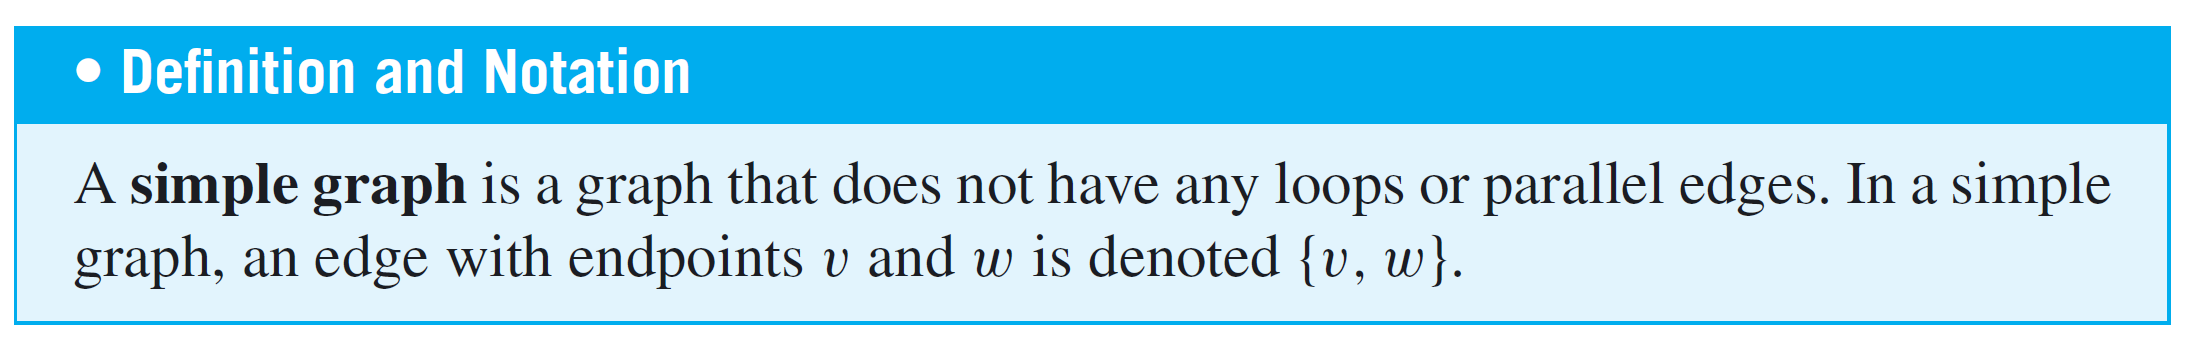 • Definition and Notation
A simple graph is a graph that does not have any loops or parallel edges. In a simple
graph, an edge with endpoints v and w is denoted {v, w}.